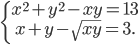 x² + y² − xy = 13
x + y − √xy = 3.